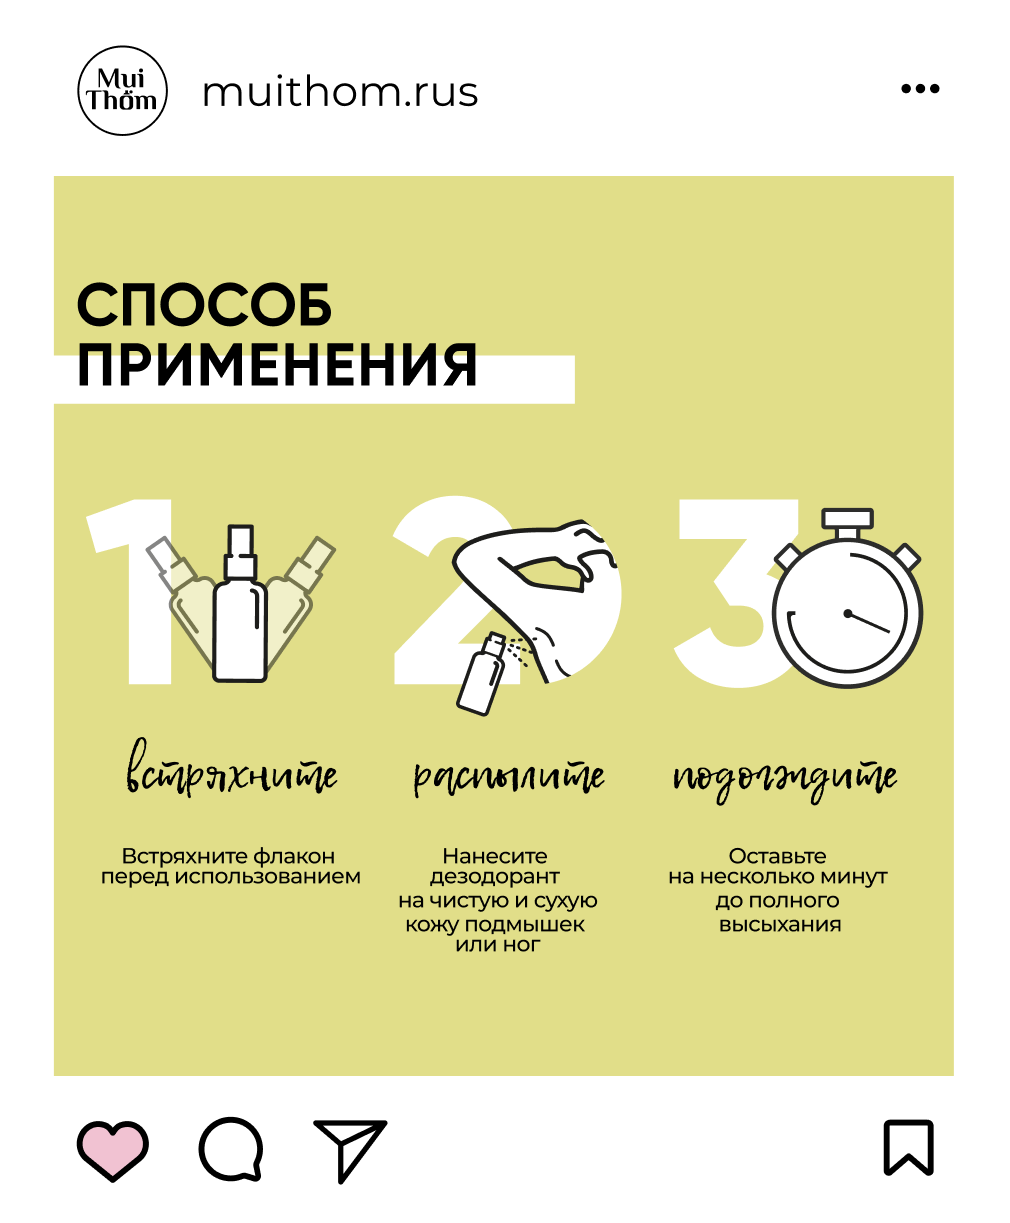 Mui
Thom
muithom.rus
СПОСОБ
ПРИМЕНЕНИЯ
1
2
3
встряхните
распылите
подождите
Встряхните флакон
перед использованием
Нанесите
дезодорант
на чистую и сухую
кожу подмышек
или ног
Оставьте
на несколько минут
до полного
высыхания